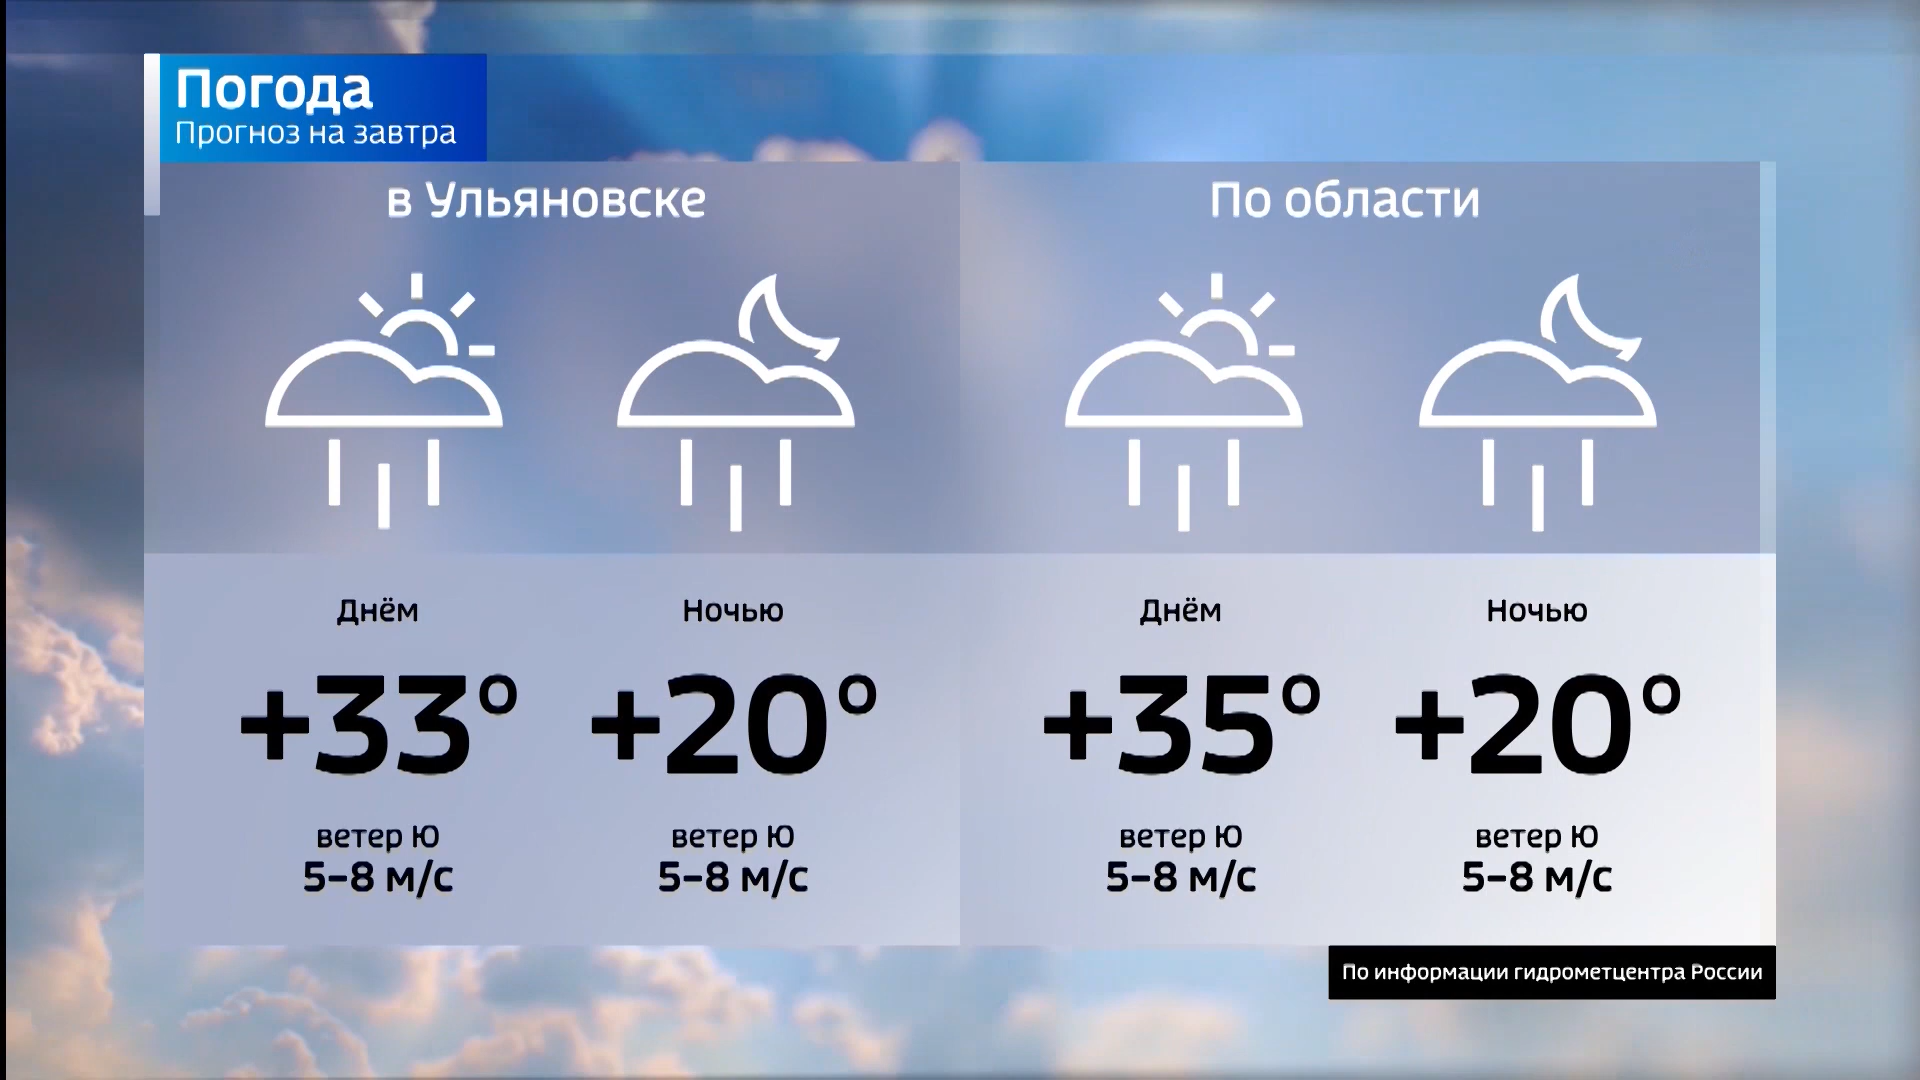 Погода
Прогноз на завтра
в Ульяновске
По области
Днём
Ночью
Днём
Ночью
+33°
+20°
+35°
+20°
ветер Ю
5-8 м/с
ветер Ю
5-8 м/с
ветер Ю
5-8 м/с
ветер Ю
5-8 м/с
По информации гидрометцентра России